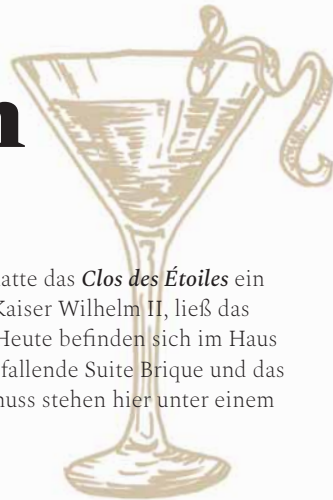 n
atte das Clos des Étoiles ein
Kaiser Wilhelm II, ließ das
Heute befinden sich im Haus
fallende Suite Brique und das
nuss stehen hier unter einem